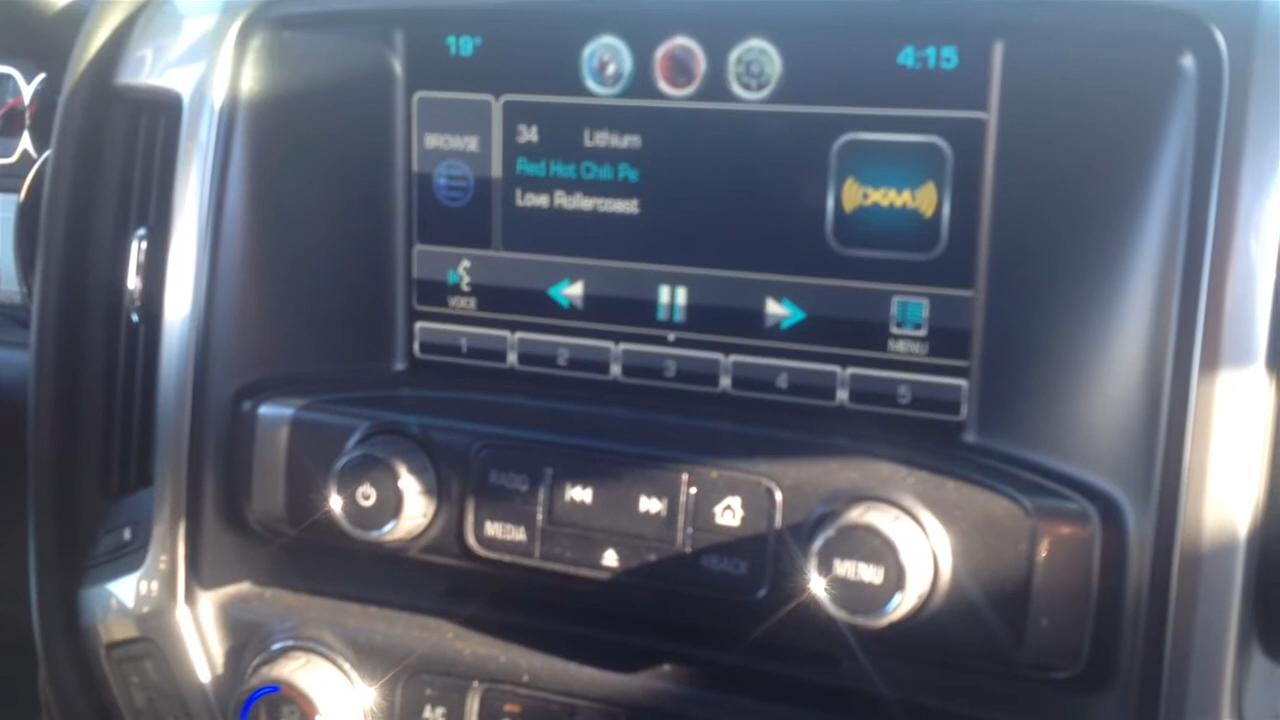 19°
4:15
BROWSE
34 Lithium
Red Hot Chili Pe
Love Rollercoast
XM
VOICE
MENU
1 2 3 4 5
RADIO
MEDIA
BACK
MENU
A/C